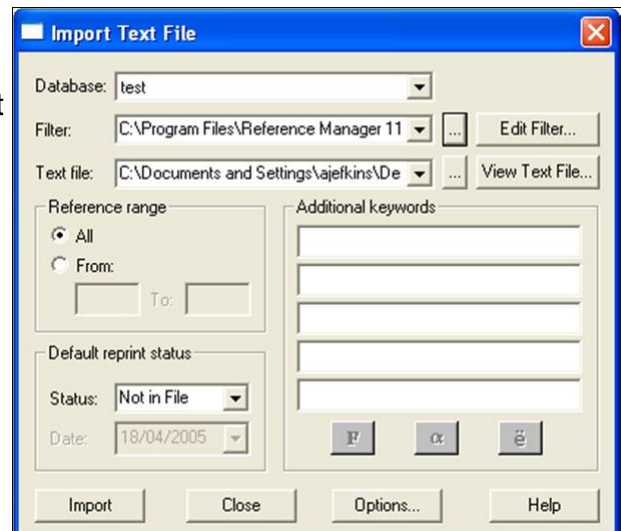 Import Text File
t
Database: test
Filter: C:\Program Files\Reference Manager 11 ... Edit Filter...
Text file: C:\Documents and Settings\ajefkins\De ... View Text File...
Reference range
All
From:
To:
Default reprint status
Status: Not in File
Date: 18/04/2005
Additional keywords
F α ë
Import Close Options... Help